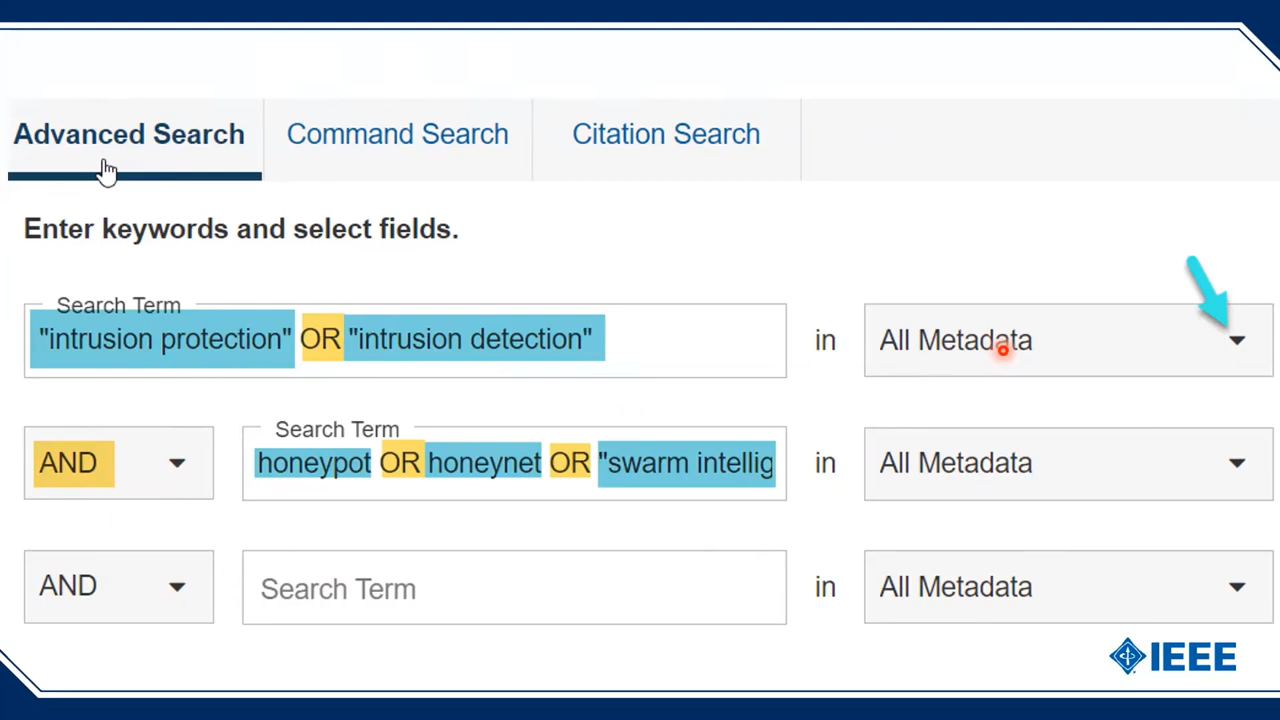 Advanced Search Command Search Citation Search
Enter keywords and select fields.
Search Term
"intrusion protection" OR "intrusion detection" in All Metadata
Search Term
AND honeypot OR honeynet OR "swarm intellig in All Metadata
AND Search Term in All Metadata
IEEE